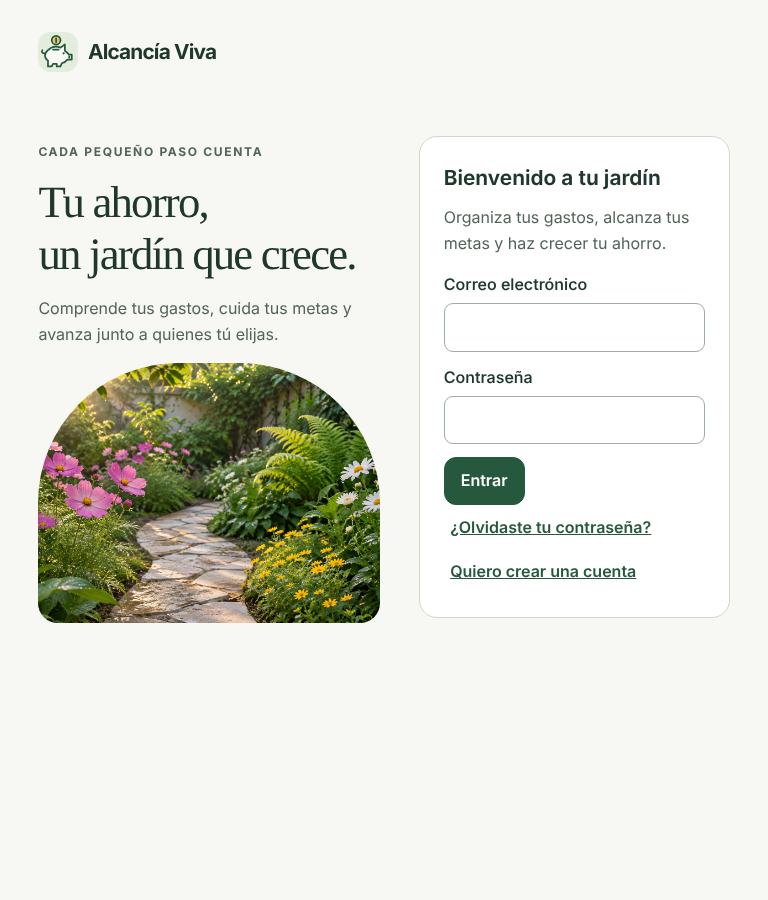 Alcancía Viva
CADA PEQUEÑO PASO CUENTA
Tu ahorro,
un jardín que crece.
Comprende tus gastos, cuida tus metas y
avanza junto a quienes tú elijas.
Bienvenido a tu jardín
Organiza tus gastos, alcanza tus
metas y haz crecer tu ahorro.
Correo electrónico
Contraseña
Entrar
¿Olvidaste tu contraseña?
Quiero crear una cuenta